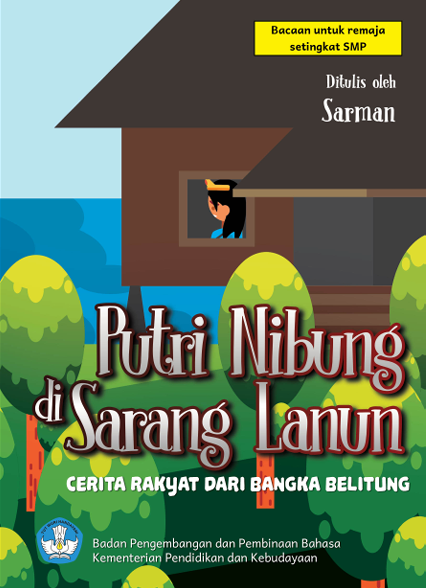 Bacaan untuk remaja
setingkat SMP
Ditulis oleh
Sarman
Putri Nibung
di Sarang Lanun
CERITA RAKYAT DARI BANGKA BELITUNG
Badan Pengembangan dan Pembinaan Bahasa
Kementerian Pendidikan dan Kebudayaan